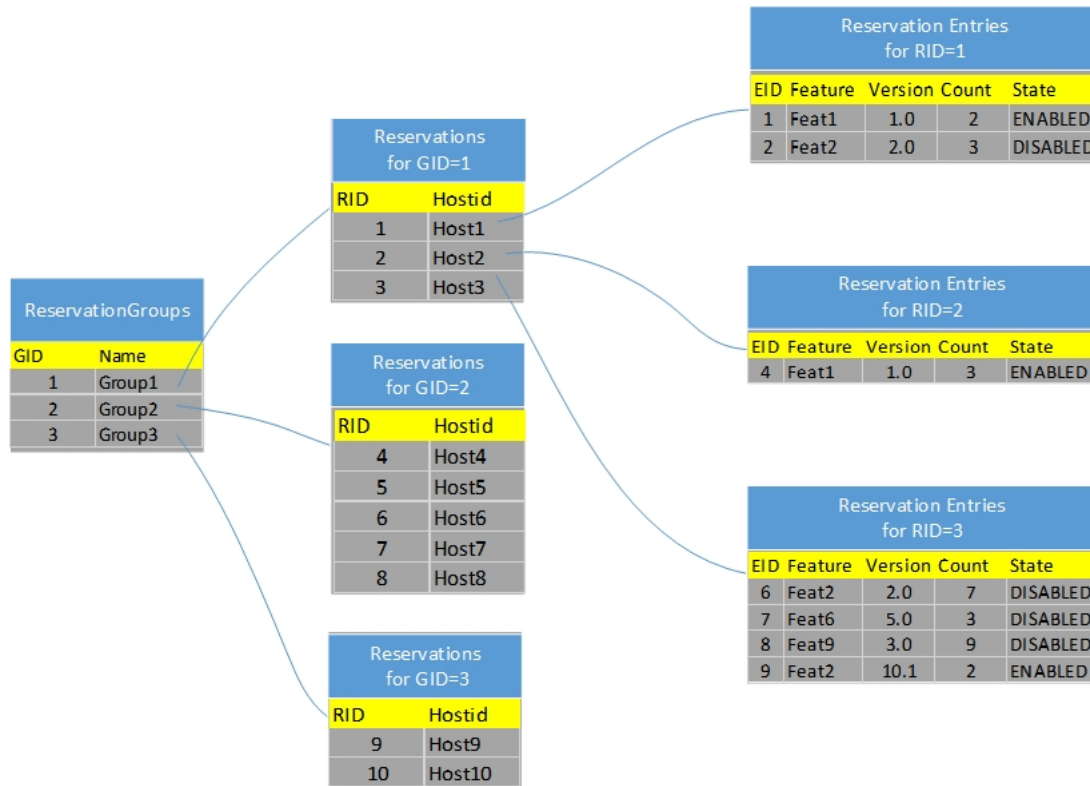 ReservationGroups
GID Name
1 Group1
2 Group2
3 Group3
Reservations
for GID=1
RID Hostid
1 Host1
2 Host2
3 Host3
Reservations
for GID=2
RID Hostid
4 Host4
5 Host5
6 Host6
7 Host7
8 Host8
Reservations
for GID=3
RID Hostid
9 Host9
10 Host10
Reservation Entries
for RID=1
EID Feature Version Count State
1 Feat1 1.0 2 ENABLED
2 Feat2 2.0 3 DISABLED
Reservation Entries
for RID=2
EID Feature Version Count State
4 Feat1 1.0 3 ENABLED
Reservation Entries
for RID=3
EID Feature Version Count State
6 Feat2 2.0 7 DISABLED
7 Feat6 5.0 3 DISABLED
8 Feat9 3.0 9 DISABLED
9 Feat2 10.1 2 ENABLED